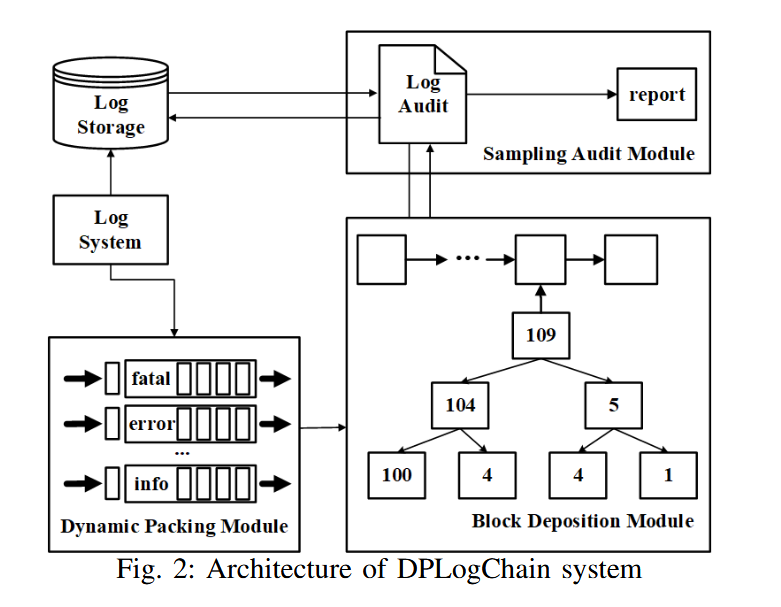 Log
Storage
Log
Audit
report
Sampling Audit Module
Log
System
109
104
5
100
4
4
1
Block Deposition Module
fatal
error
...
info
Dynamic Packing Module
...
Fig. 2: Architecture of DPLogChain system